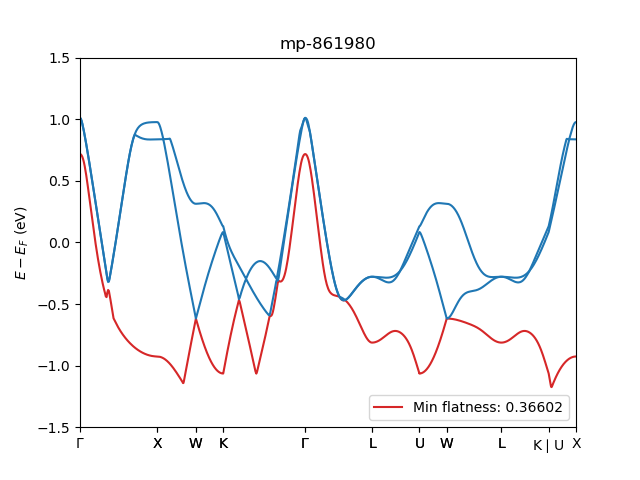 mp-861980
E − E_F (eV)
1.5
1.0
0.5
0.0
−0.5
−1.0
−1.5
Min flatness: 0.36602
Γ X W K Γ L U W L K | U X